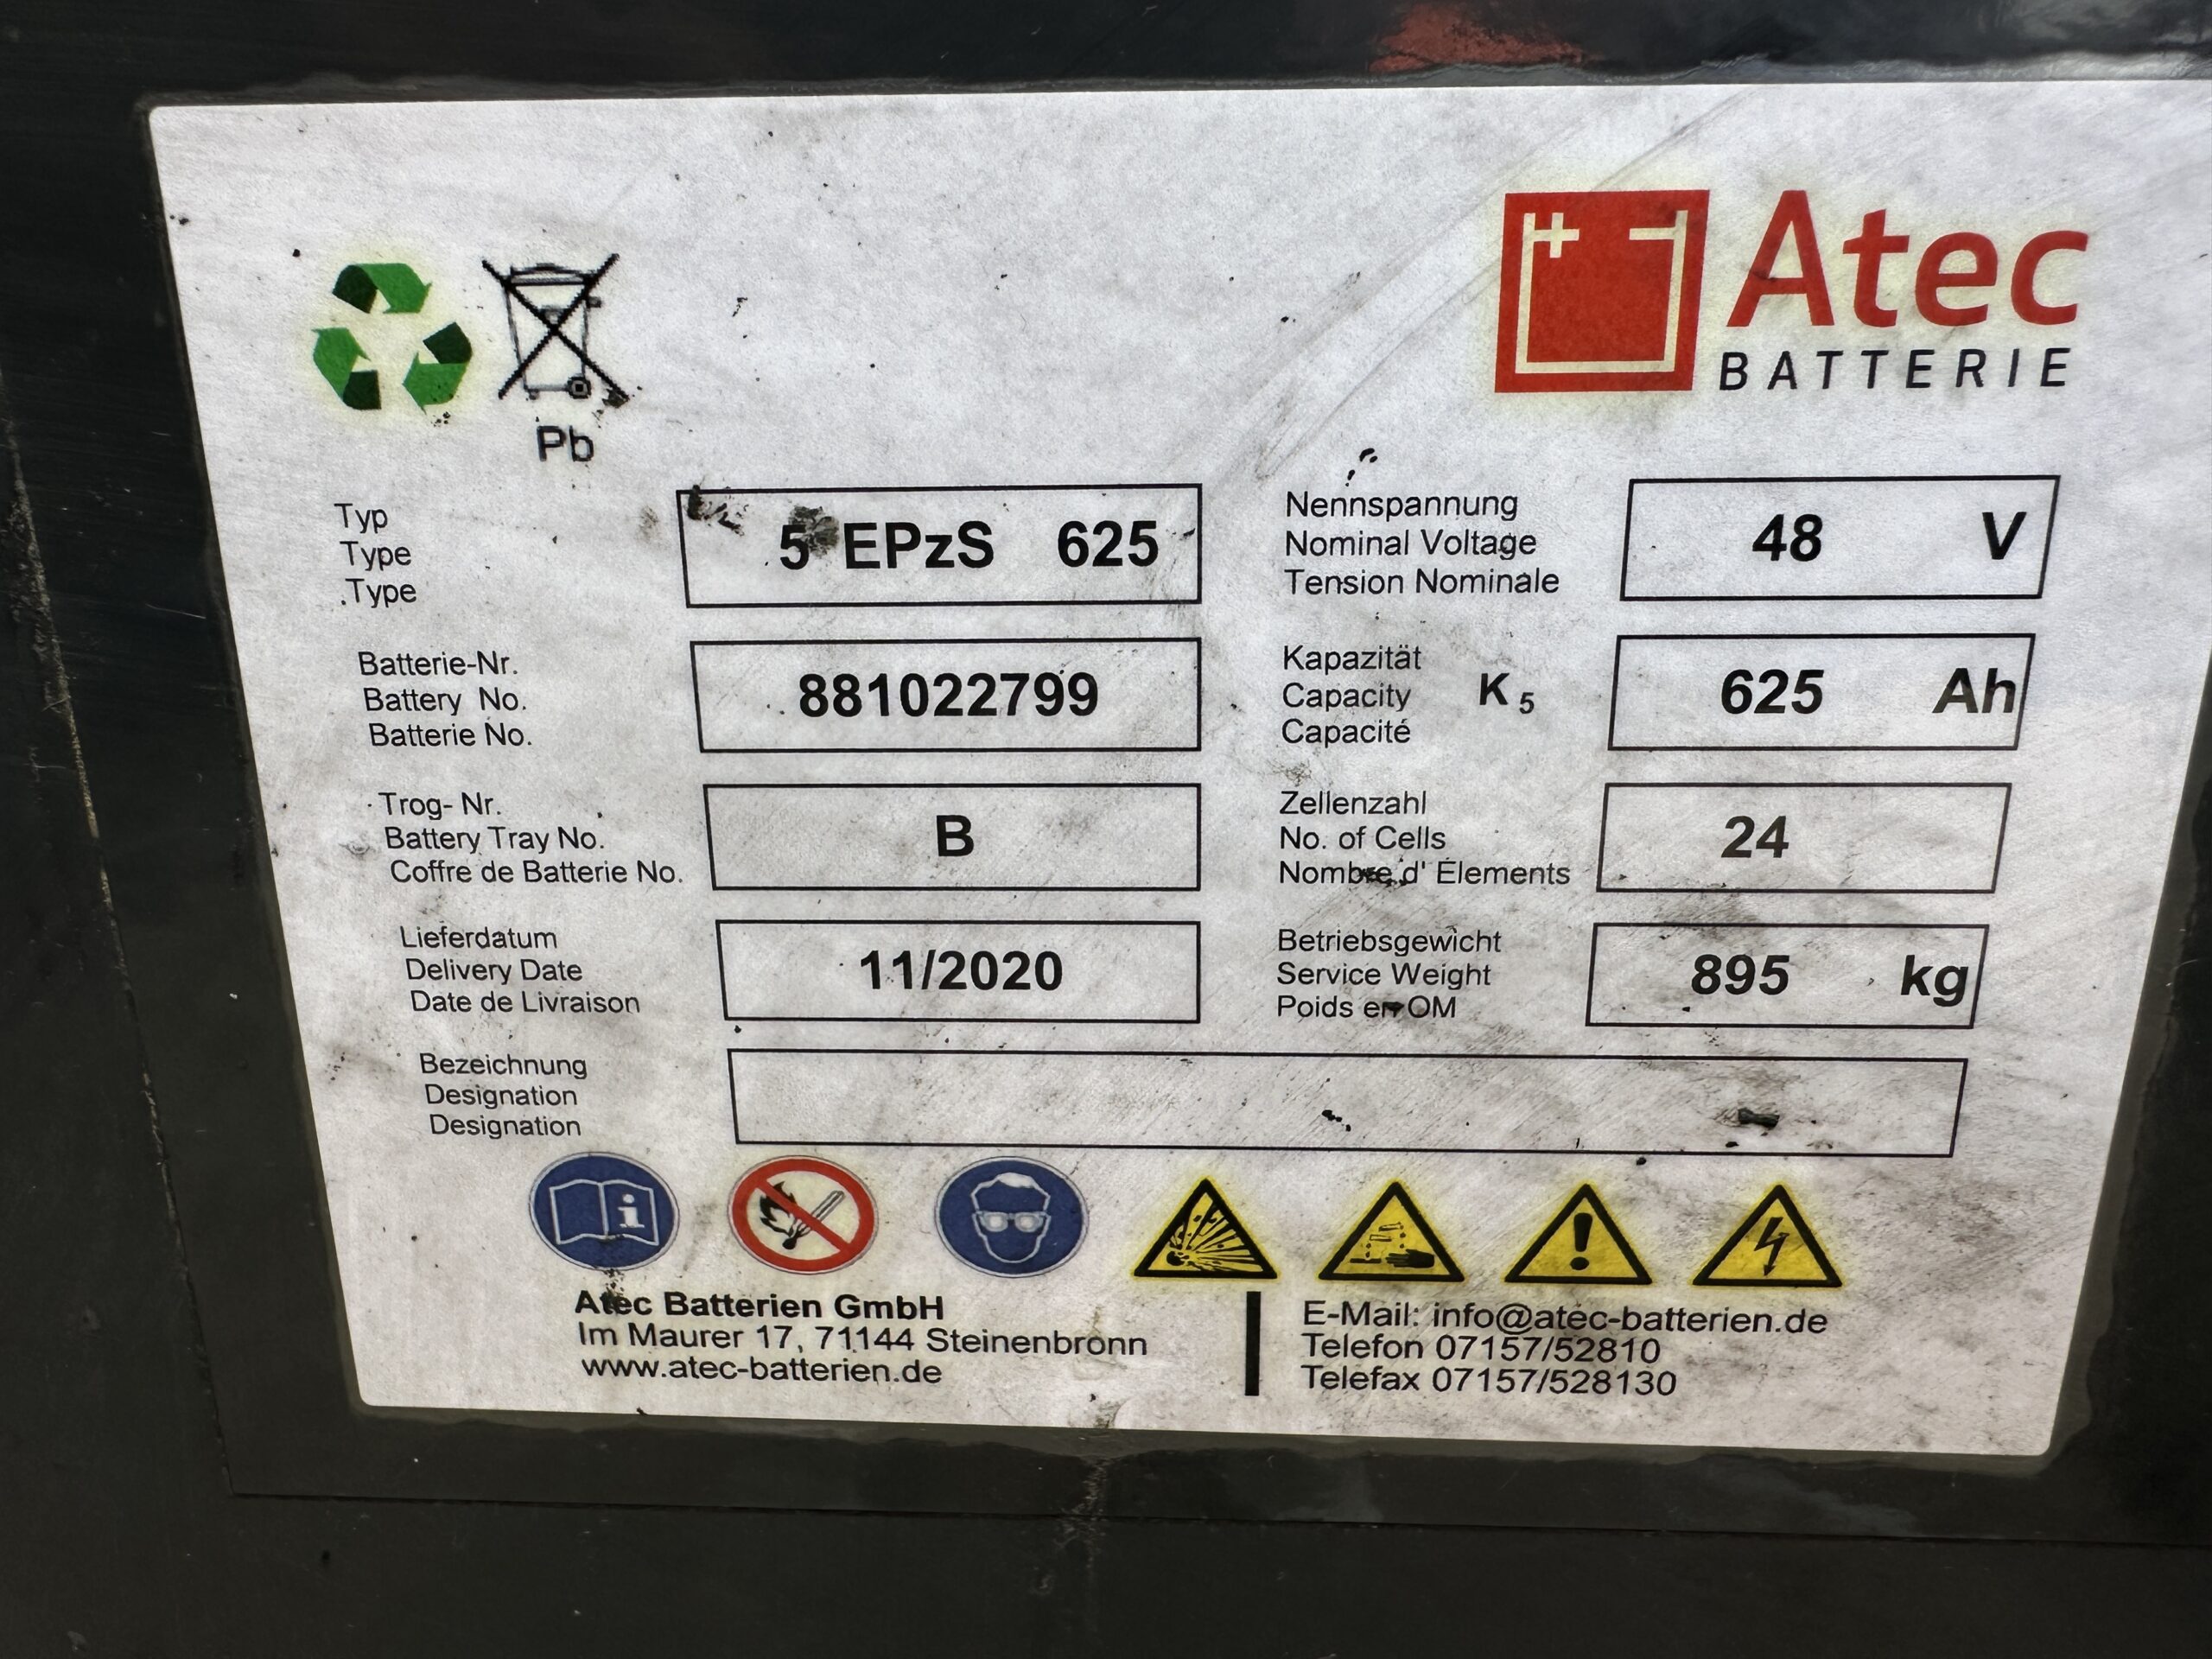 Atec
BATTERIE
Pb
Typ
Type
Type
5 EPzS 625
Nennspannung
Nominal Voltage
Tension Nominale
48 V
Batterie-Nr.
Battery No.
Batterie No.
881022799
Kapazität
Capacity K5
Capacité
625 Ah
Trog- Nr.
Battery Tray No.
Coffre de Batterie No.
B
Zellenzahl
No. of Cells
Nombre d' Élements
24
Lieferdatum
Delivery Date
Date de Livraison
11/2020
Betriebsgewicht
Service Weight
Poids en OM
895 kg
Bezeichnung
Designation
Designation
Atec Batterien GmbH
Im Maurer 17, 71144 Steinenbronn
www.atec-batterien.de
E-Mail: info@atec-batterien.de
Telefon 07157/52810
Telefax 07157/528130